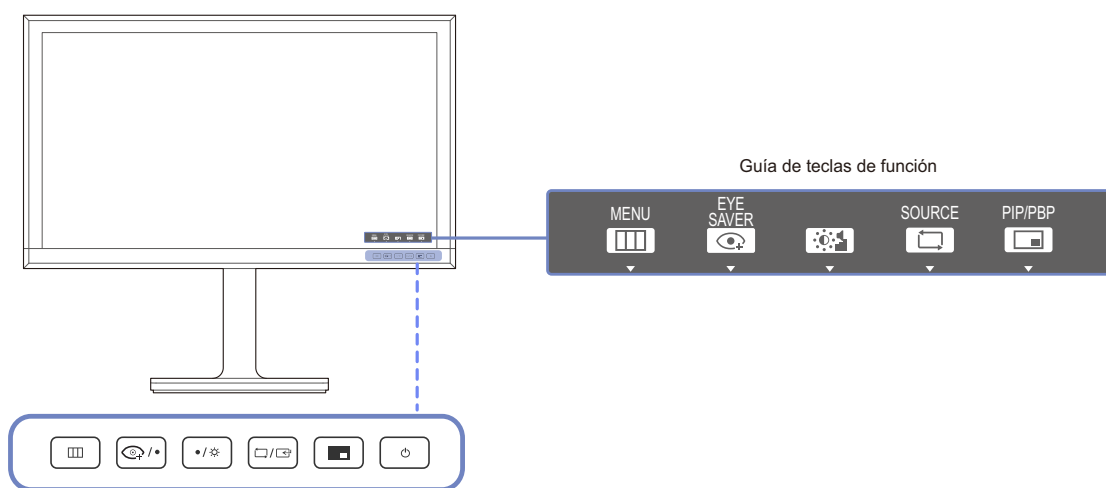 Guía de teclas de función
MENU
EYE
SAVER
SOURCE
PIP/PBP